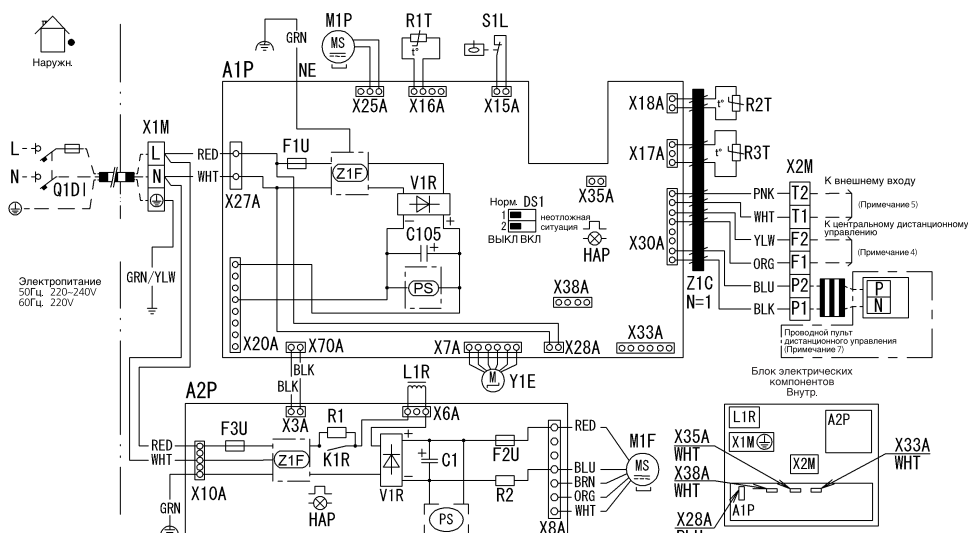 Наружн.
L
N
Q1DI
X1M
L
N
RED
WHT
X27A
GRN/YLW
Электропитание
50Гц. 220~240V
60Гц. 220V
A1P
GRN
NE
M1P
MS
X25A
R1T
t°
X16A
S1L
X15A
F1U
Z1F
V1R
C105
PS
Норм. DS1
1
2
неотложная
ситуация
ВЫКЛ ВКЛ
HAP
X35A
X38A
X18A
X17A
X30A
t° R2T
t° R3T
Z1C
N=1
X2M
PNK T2
WHT T1
YLW F2
ORG F1
BLU P2
BLK P1
К внешнему входу
(Примечание 5)
К центральному дистанционному
управлению
(Примечание 4)
P
N
Проводной пульт
дистанционного управления
(Примечание 7)
X20A
X70A
X7A
X28A
X33A
M
Y1E
BLK
BLK
X3A
L1R
X6A
A2P
RED
WHT
X10A
GRN
F3U
Z1F
R1
K1R
HAP
V1R
C1
PS
F2U
R2
X8A
RED
BLU
BRN
ORG
WHT
M1F
MS
Блок электрических
компонентов
Внутр.
L1R
X1M
X2M
A2P
A1P
X35A
WHT
X38A
WHT
X28A
BLU
X33A
WHT